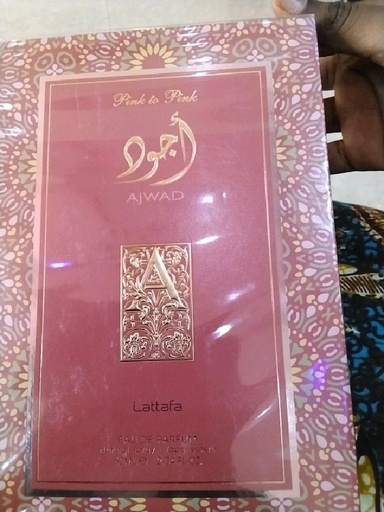 Pink to Pink
أجود
AJWAD
A
Lattafa
EAU DE PARFUM